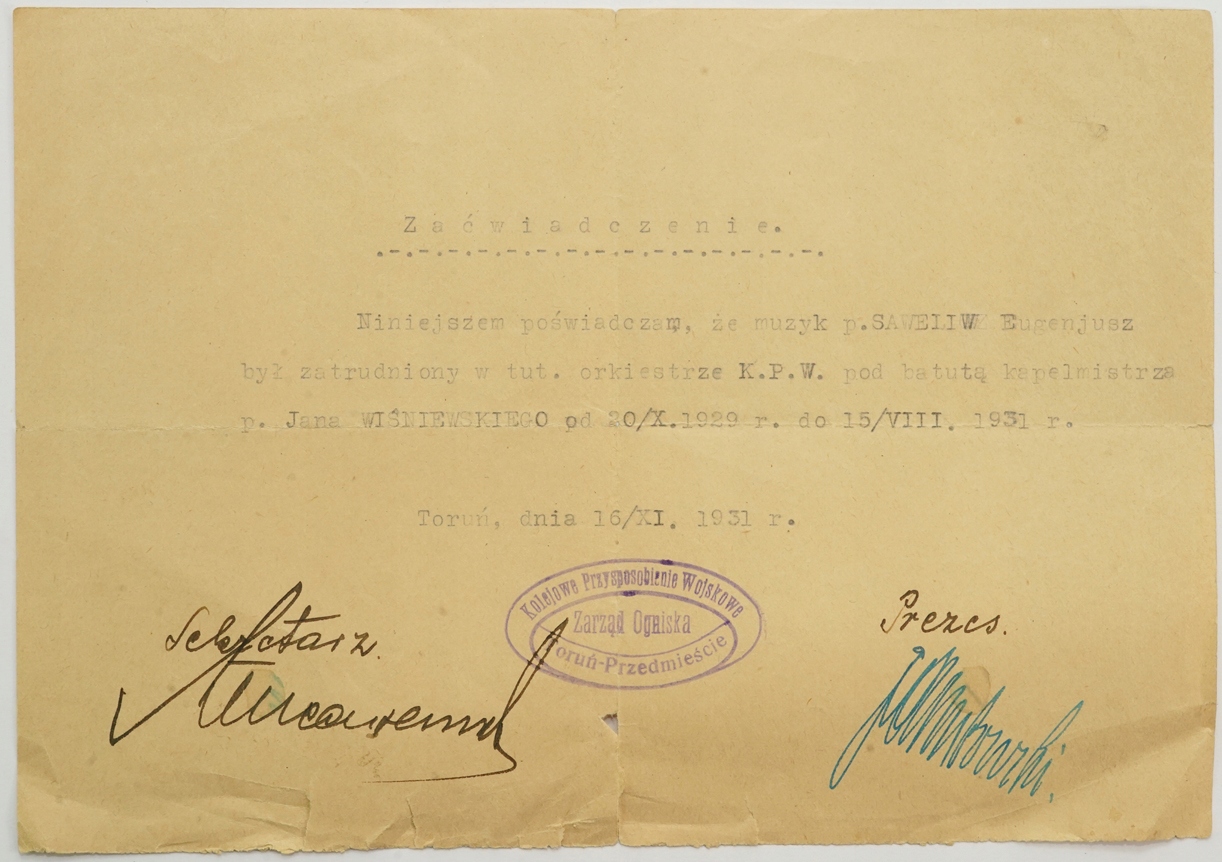 Zaćwiadczenie.
Niniejszem poświadczam, że muzyk p.SAWELIW Eugenjusz
był zatrudniony w tut. orkiestrze K.P.W. pod batutą kapelmistrza
p. Jana WIŚNIEWSKIEGO od 20/X.1929 r. do 15/VIII. 1931 r.
Toruń, dnia 16/XI. 1931 r.
Kolejowe Przysposobienie Wojskowe
Zarząd Ogniska
Toruń-Przedmieście
Sekretarz.
Prezes.